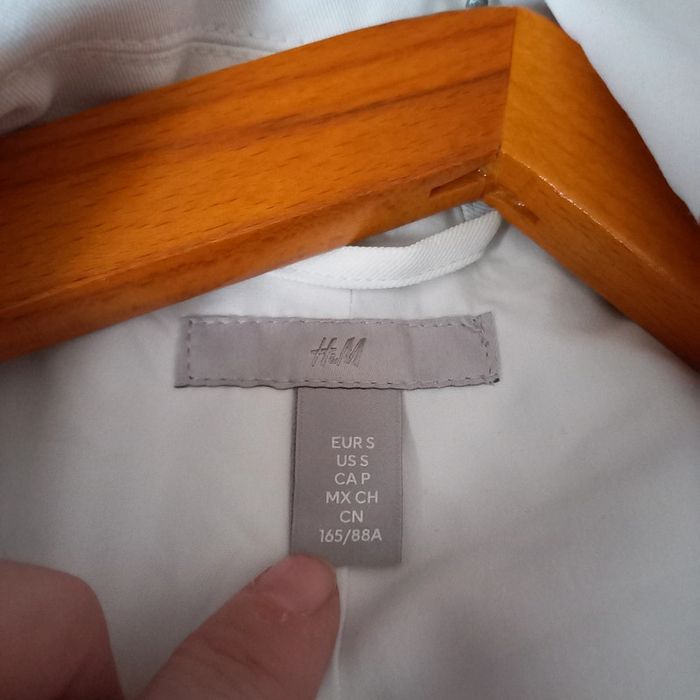 H&M
EUR S
US S
CA P
MX CH
CN
165/88A